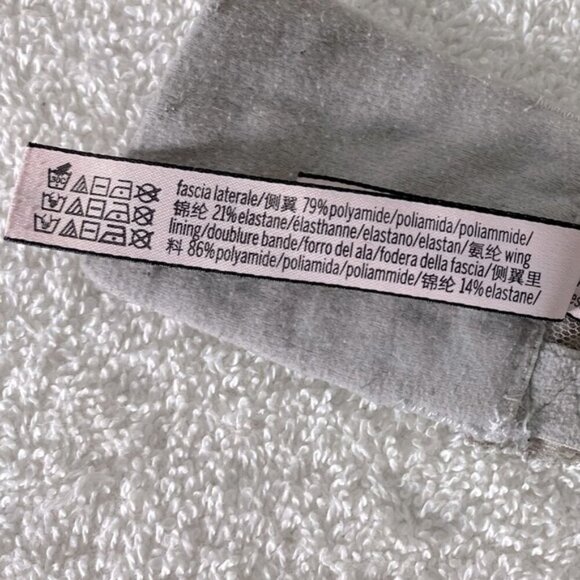 fascia laterale/侧翼 79%polyamide/poliamida/poliammide/
锦纶 21%elastane/élasthanne/elastano/elastan/氨纶 wing
lining/doublure bande/forro del ala/fodera della fascia/侧翼里
料 86%polyamide/poliamida/poliammide/锦纶 14%elastane/